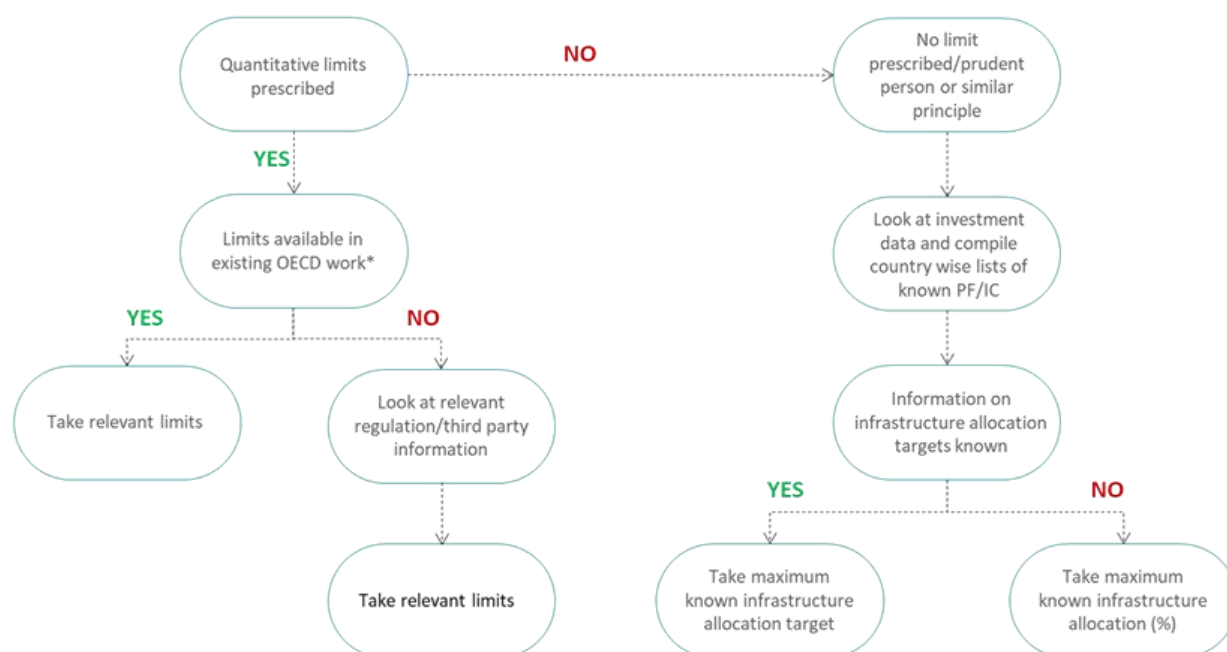 Quantitative limits
prescribed
NO
No limit
prescribed/prudent
person or similar
principle
YES
Limits available in
existing OECD work*
Look at investment
data and compile
country wise lists of
known PF/IC
YES
NO
Take relevant limits
Look at relevant
regulation/third party
information
Information on
infrastructure allocation
targets known
YES
NO
Take relevant limits
Take maximum
known infrastructure
allocation target
Take maximum
known infrastructure
allocation (%)